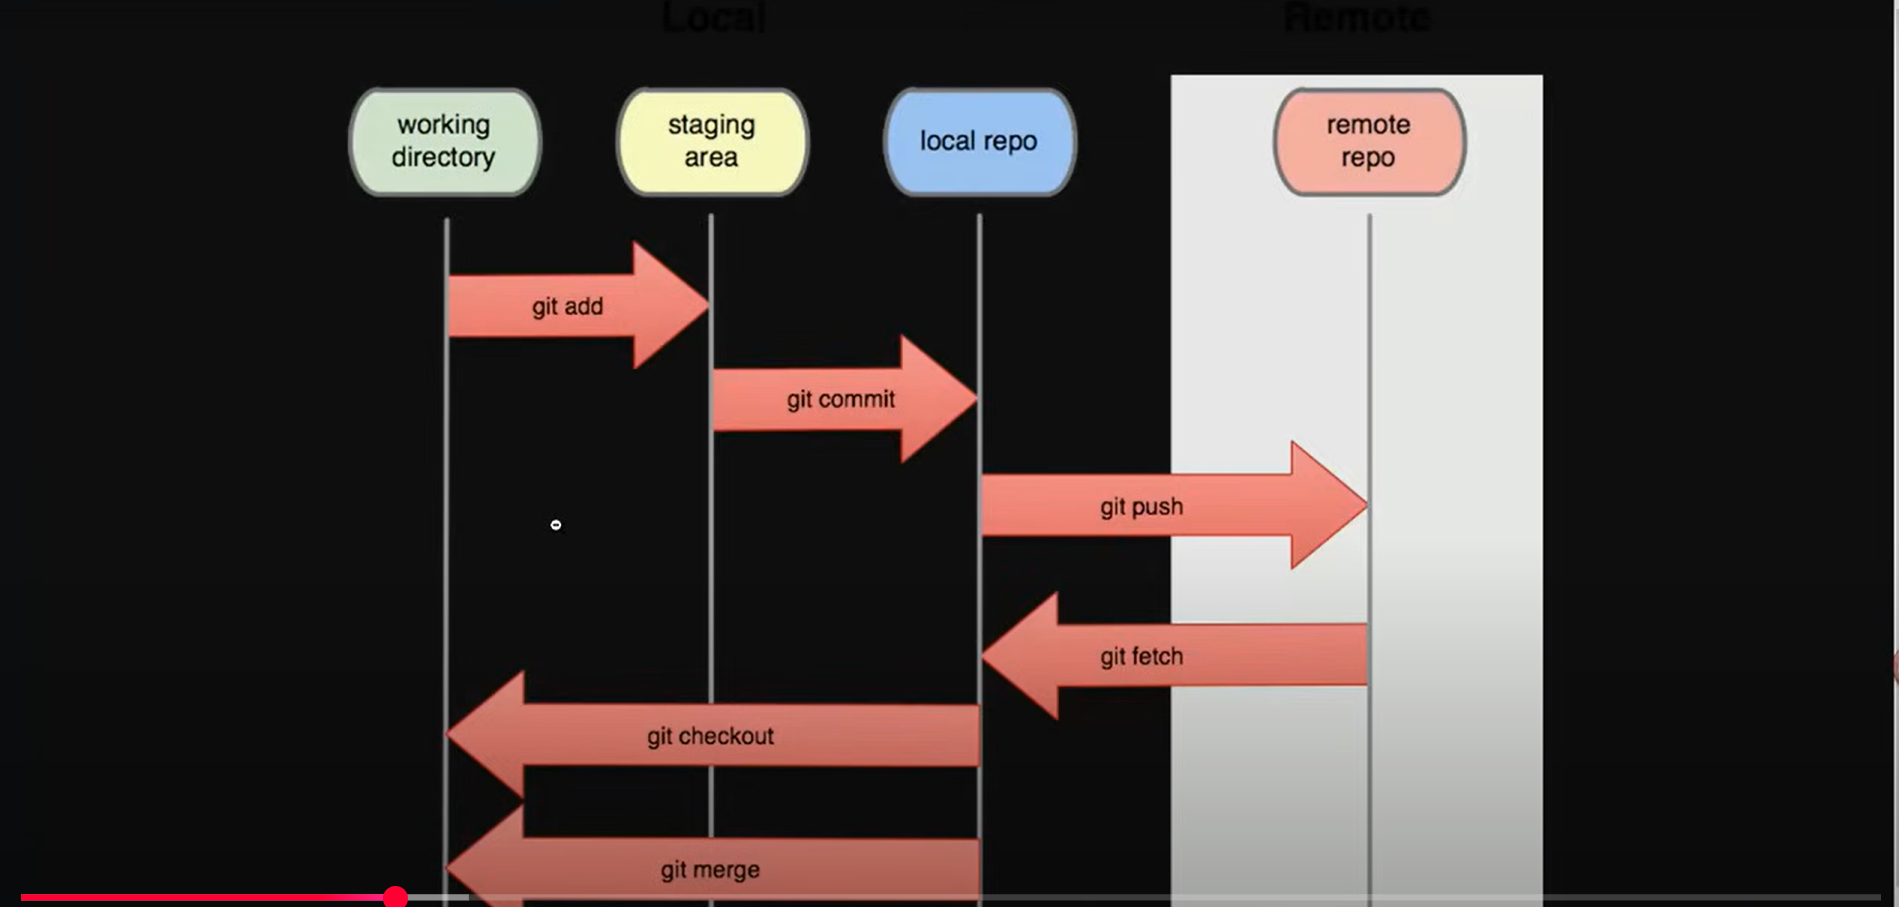 Local
Remote
working
directory
staging
area
local repo
remote
repo
git add
git commit
git push
git fetch
git checkout
git merge